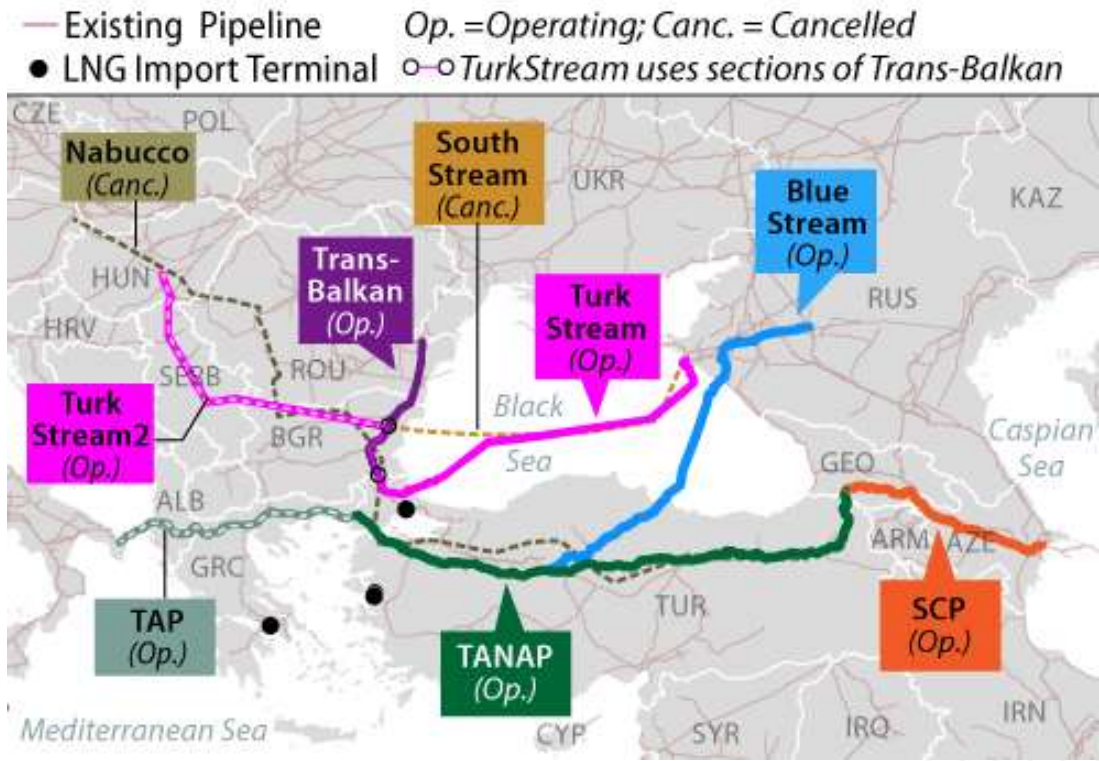 Existing Pipeline
Op. =Operating; Canc. = Cancelled
LNG Import Terminal
TurkStream uses sections of Trans-Balkan
CZE
POL
Nabucco
(Canc.)
South
Stream
(Canc.)
UKR
Blue
Stream
(Op.)
KAZ
HUN
Trans-
Balkan
(Op.)
Turk
Stream
(Op.)
RUS
HRV
SERB
ROU
Turk
Stream2
(Op.)
BGR
Black
Sea
Caspian
Sea
GEO
ALB
ARM
AZE
GRC
TUR
TAP
(Op.)
TANAP
(Op.)
SCP
(Op.)
Mediterranean Sea
CYP
SYR
IRQ
IRN